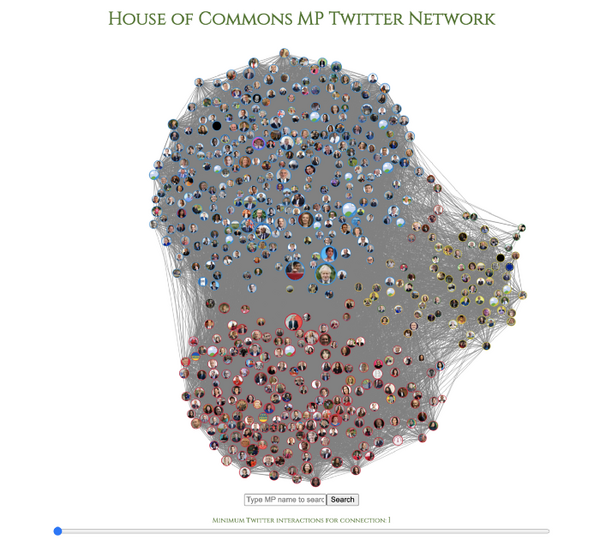 House of Commons MP Twitter Network
Type MP name to searc Search
Minimum Twitter interactions for connection: 1